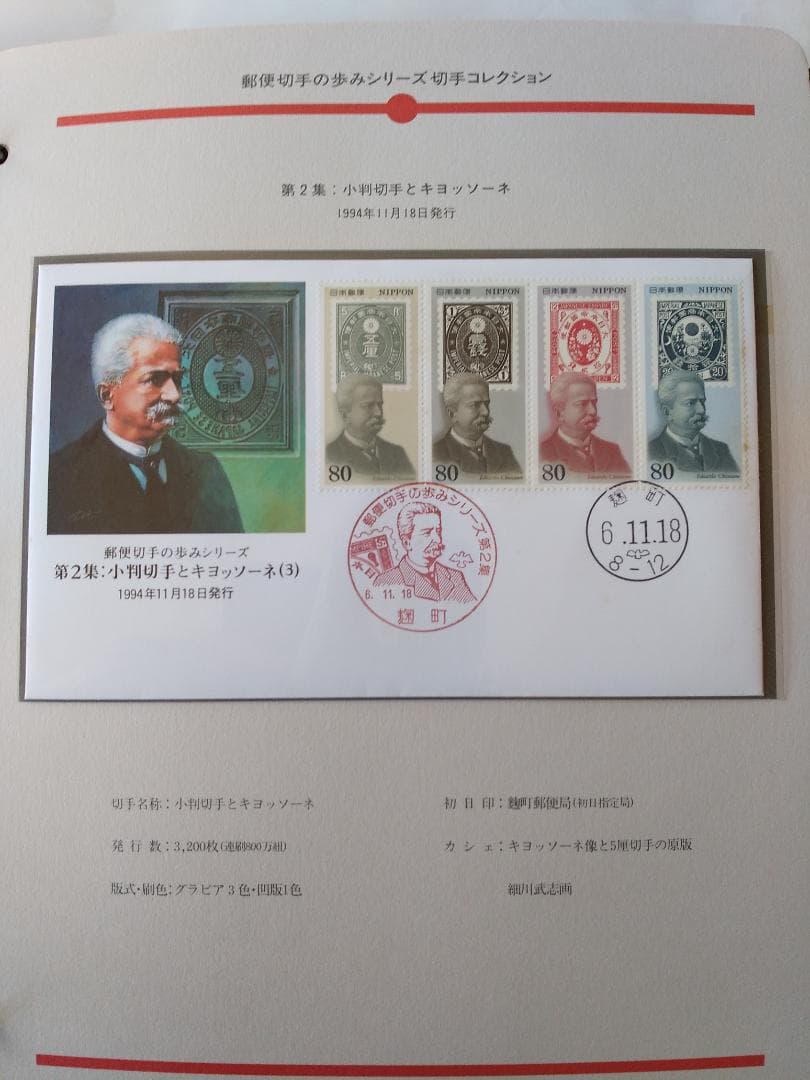 郵便切手の歩みシリーズ切手コレクション
第2集:小判切手とキヨッソーネ
1994年11月18日発行
日本郵便 NIPPON
80
Edoardo Chiossone
日本郵便 NIPPON
80
Edoardo Chiossone
日本郵便 NIPPON
80
Edoardo Chiossone
日本郵便 NIPPON
80
Edoardo Chiossone
郵便切手の歩みシリーズ
第2集:小判切手とキヨッソーネ(3)
1994年11月18日発行
郵便切手の歩みシリーズ第2集
6.11.18
麹町
麹町
6.11.18
8-12
切手名称:小判切手とキヨッソーネ
発行数:3,200枚(連刷800万組)
版式・刷色:グラビア3色・凹版1色
初日印:麹町郵便局(初日指定局)
カシェ:キヨッソーネ像と5厘切手の原版
細川武志画